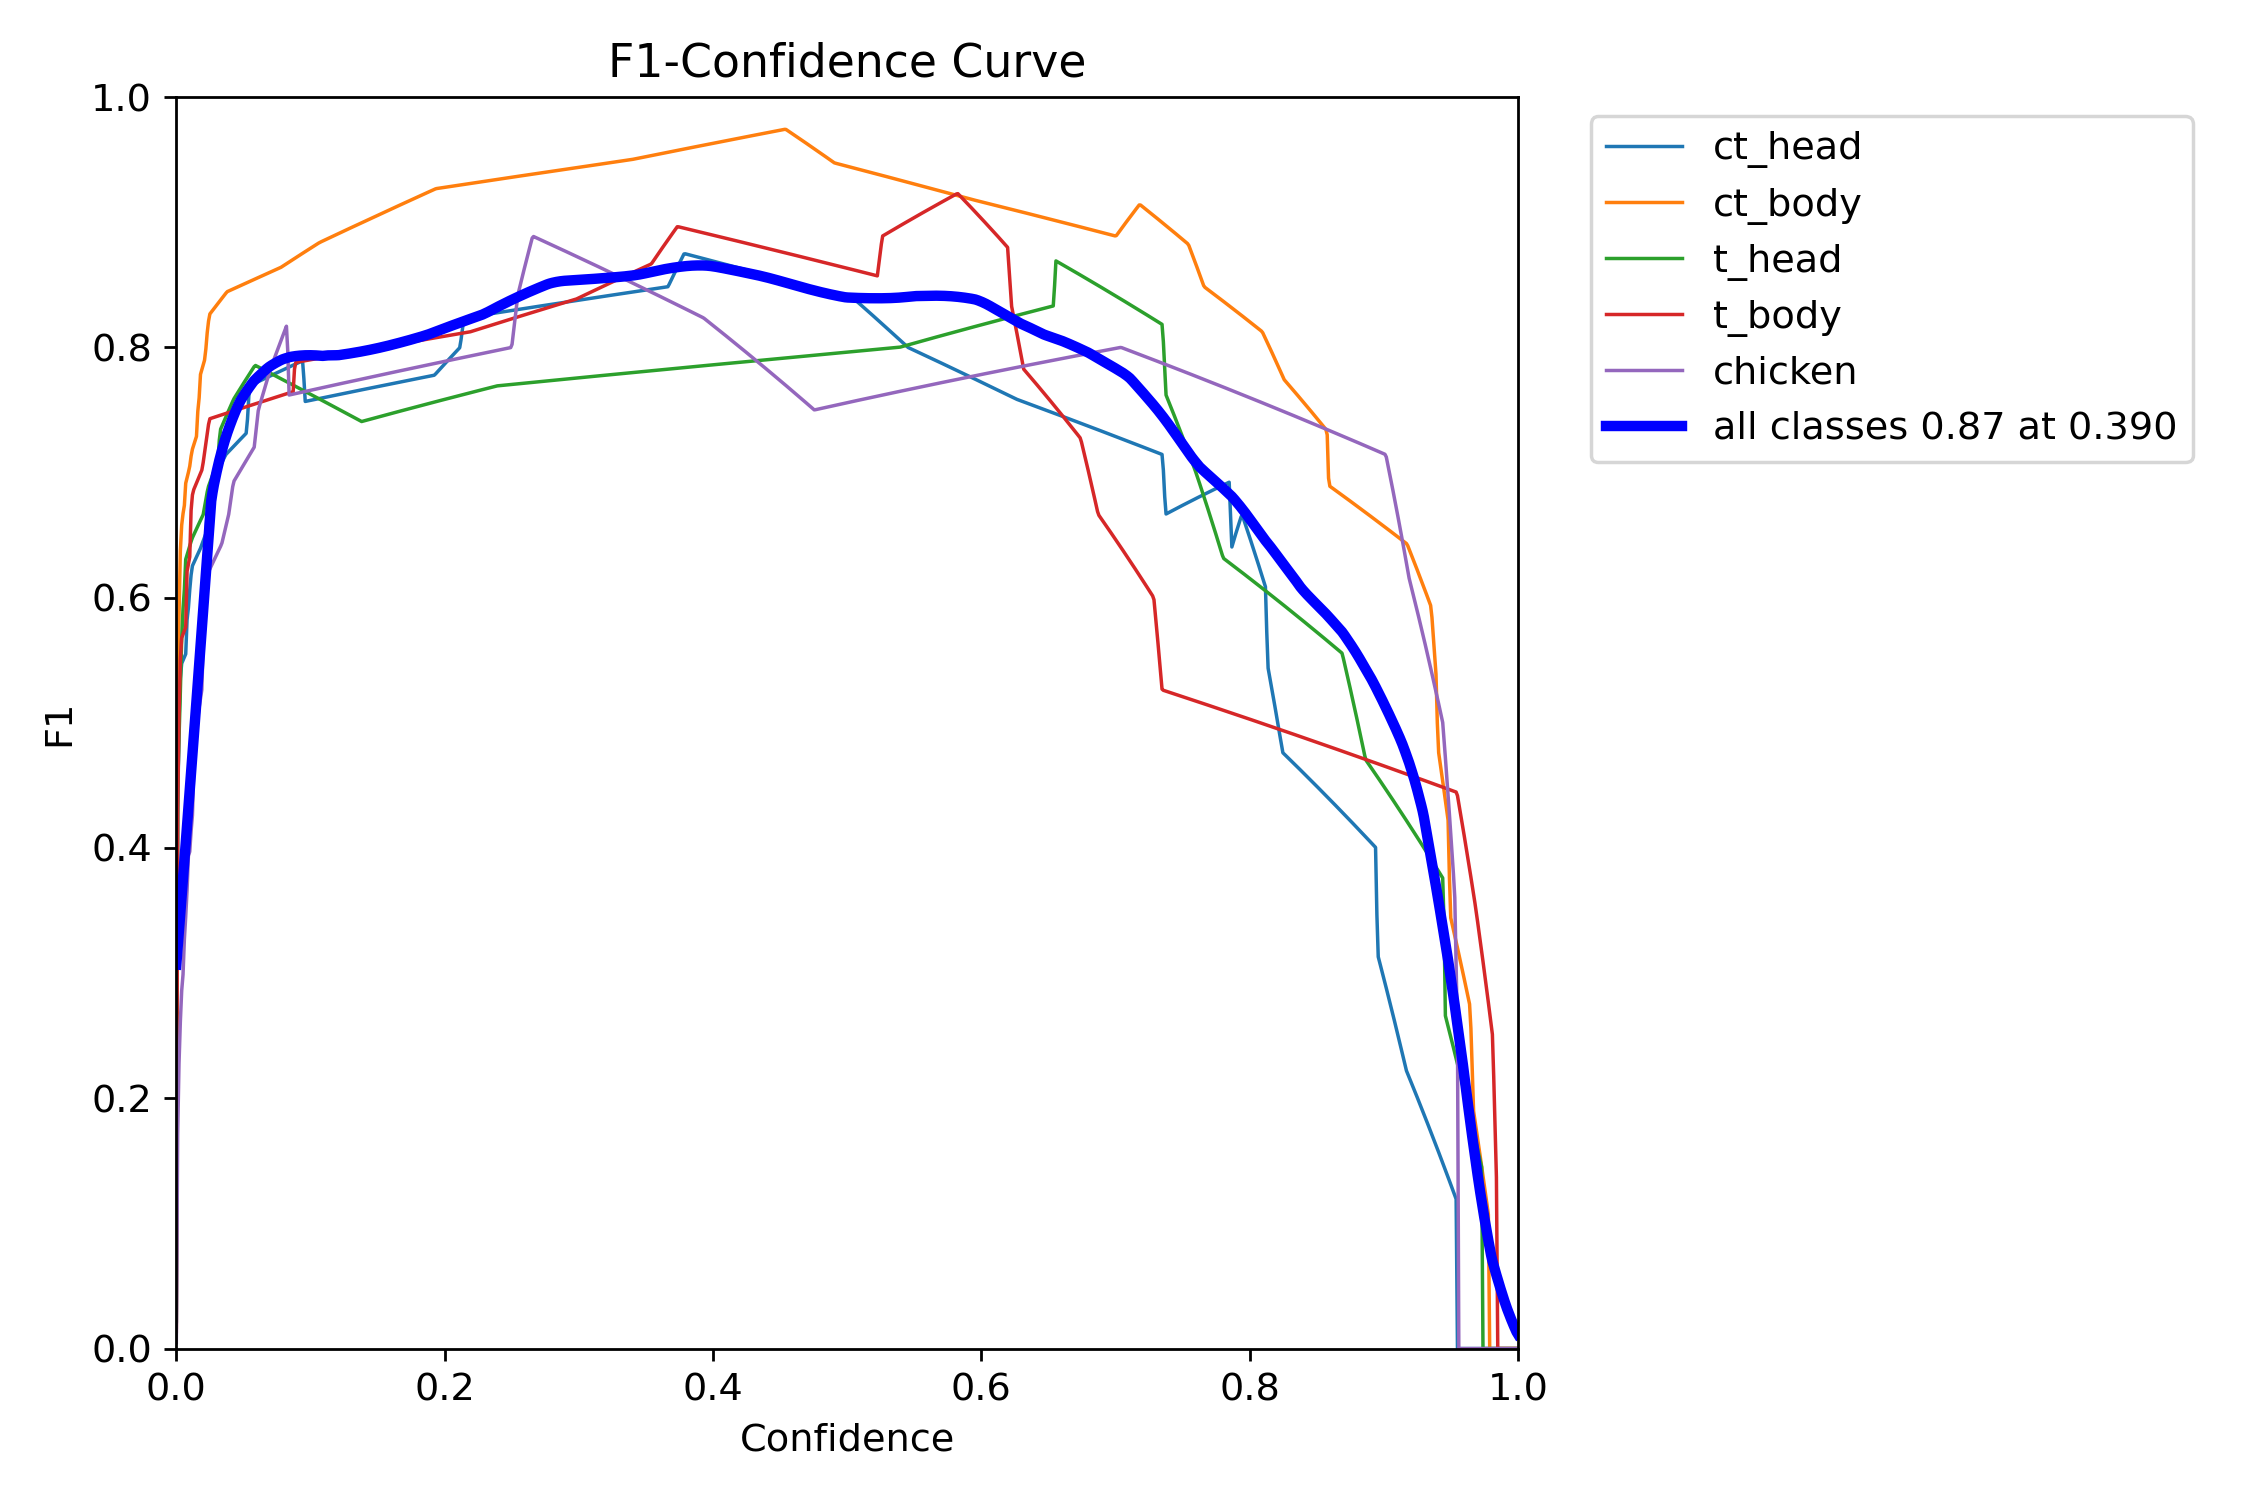 F1-Confidence Curve
1.0
0.8
0.6
0.4
0.2
0.0
F1
0.0 0.2 0.4 0.6 0.8 1.0
Confidence
ct_head
ct_body
t_head
t_body
chicken
all classes 0.87 at 0.390